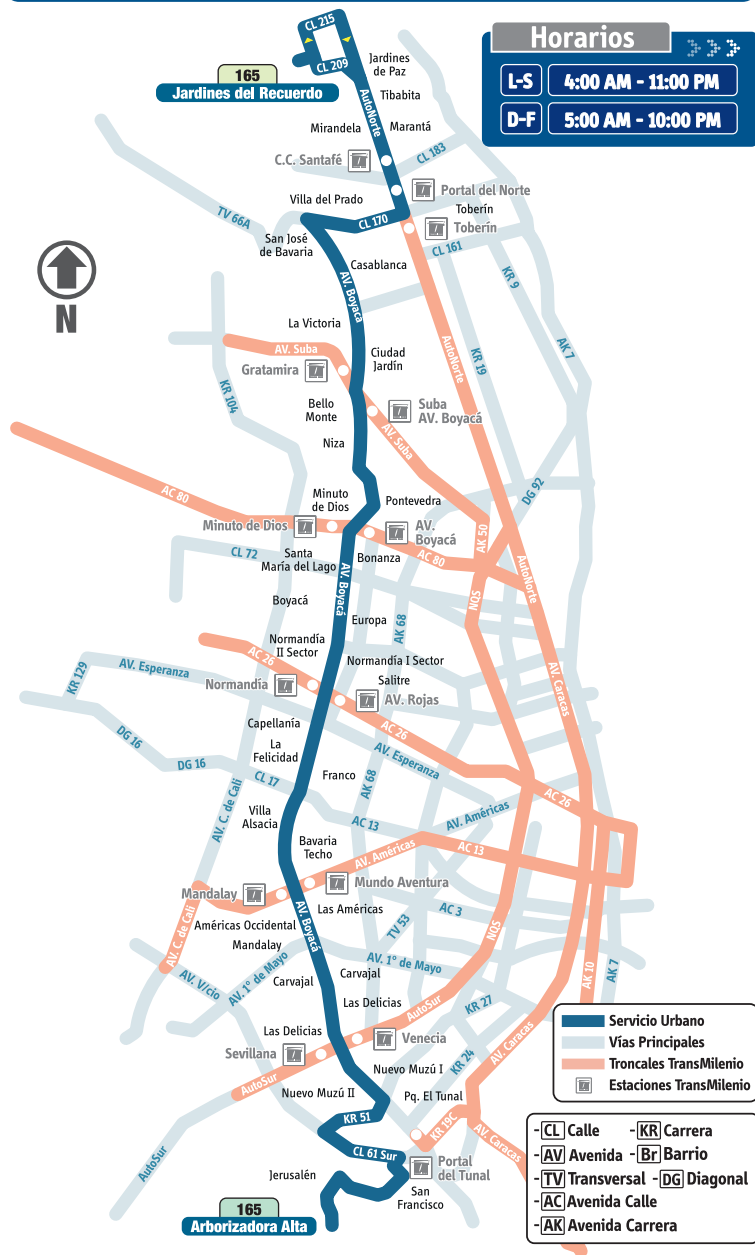 CL 215
CL 209
165
Jardines del Recuerdo
Horarios
L-S 4:00 AM - 11:00 PM
D-F 5:00 AM - 10:00 PM
Jardines
de Paz
AutoNorte
Tibabita
Mirandela
Marantá
C.C. Santafé
CL 183
Portal del Norte
Villa del Prado
Toberín
TV 66A
CL 170
Toberín
San José
de Bavaria
CL 161
Casablanca
KR 9
N
AV. Boyacá
La Victoria
AutoNorte
AK 7
AV. Suba
Ciudad
Jardín
KR 19
Gratamira
KR 104
Bello
Monte
Suba
AV. Boyacá
Niza
AV. Suba
AC 80
Minuto
de Dios
Pontevedra
DG 92
Minuto de Dios
AV.
Boyacá
AK 50
CL 72
Santa
María del Lago
Bonanza
AC 80
AutoNorte
AV. Boyacá
Boyacá
NQS
Europa
AK 68
Normandía
II Sector
AC 26
Normandía I Sector
AV. Esperanza
KR 129
Salitre
Normandía
AV. Rojas
AV. Caracas
Capellanía
AC 26
DG 16
La
Felicidad
AV. Esperanza
DG 16
CL 17
Franco
AK 68
AV. C. de Cali
Villa
Alsacia
AC 13
AV. Américas
AC 26
Bavaria
Techo
AV. Américas
AC 13
Mandalay
Mundo Aventura
AV. Boyacá
Las Américas
AC 3
Américas Occidental
TV 53
NQS
AV. C. de Cali
Mandalay
AV. 1° de Mayo
AV. V/cio
AV. 1° de Mayo
Carvajal
Carvajal
AK 10
AK 7
Las Delicias
KR 27
AutoSur
Las Delicias
Venecia
AV. Caracas
Sevillana
KR 24
Nuevo Muzú I
AutoSur
Nuevo Muzú II
Pq. El Tunal
KR 51
KR 19C
AV. Caracas
CL 61 Sur
Portal
del Tunal
AutoSur
Jerusalén
San
Francisco
165
Arborizadora Alta
Servicio Urbano
Vías Principales
Troncales TransMilenio
Estaciones TransMilenio
-CL Calle -KR Carrera
-AV Avenida -Br Barrio
-TV Transversal -DG Diagonal
-AC Avenida Calle
-AK Avenida Carrera